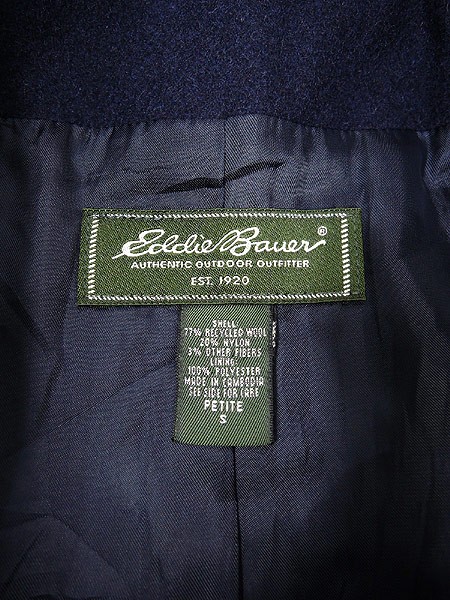 Eddie Bauer®
AUTHENTIC OUTDOOR OUTFITTER
EST. 1920
SHELL:
77% RECYCLED WOOL
20% NYLON
3% OTHER FIBERS
LINING:
100% POLYESTER
MADE IN CAMBODIA
SEE SIDE FOR CARE
PETITE
S